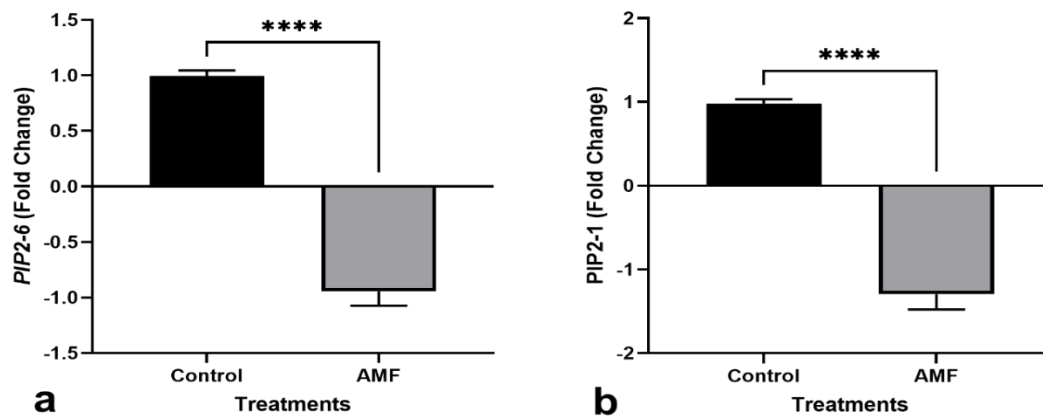 PIP2-6 (Fold Change)
1.5
1.0
0.5
0.0
-0.5
-1.0
-1.5
****
Control
AMF
Treatments
a
PIP2-1 (Fold Change)
2
1
0
-1
-2
****
Control
AMF
Treatments
b